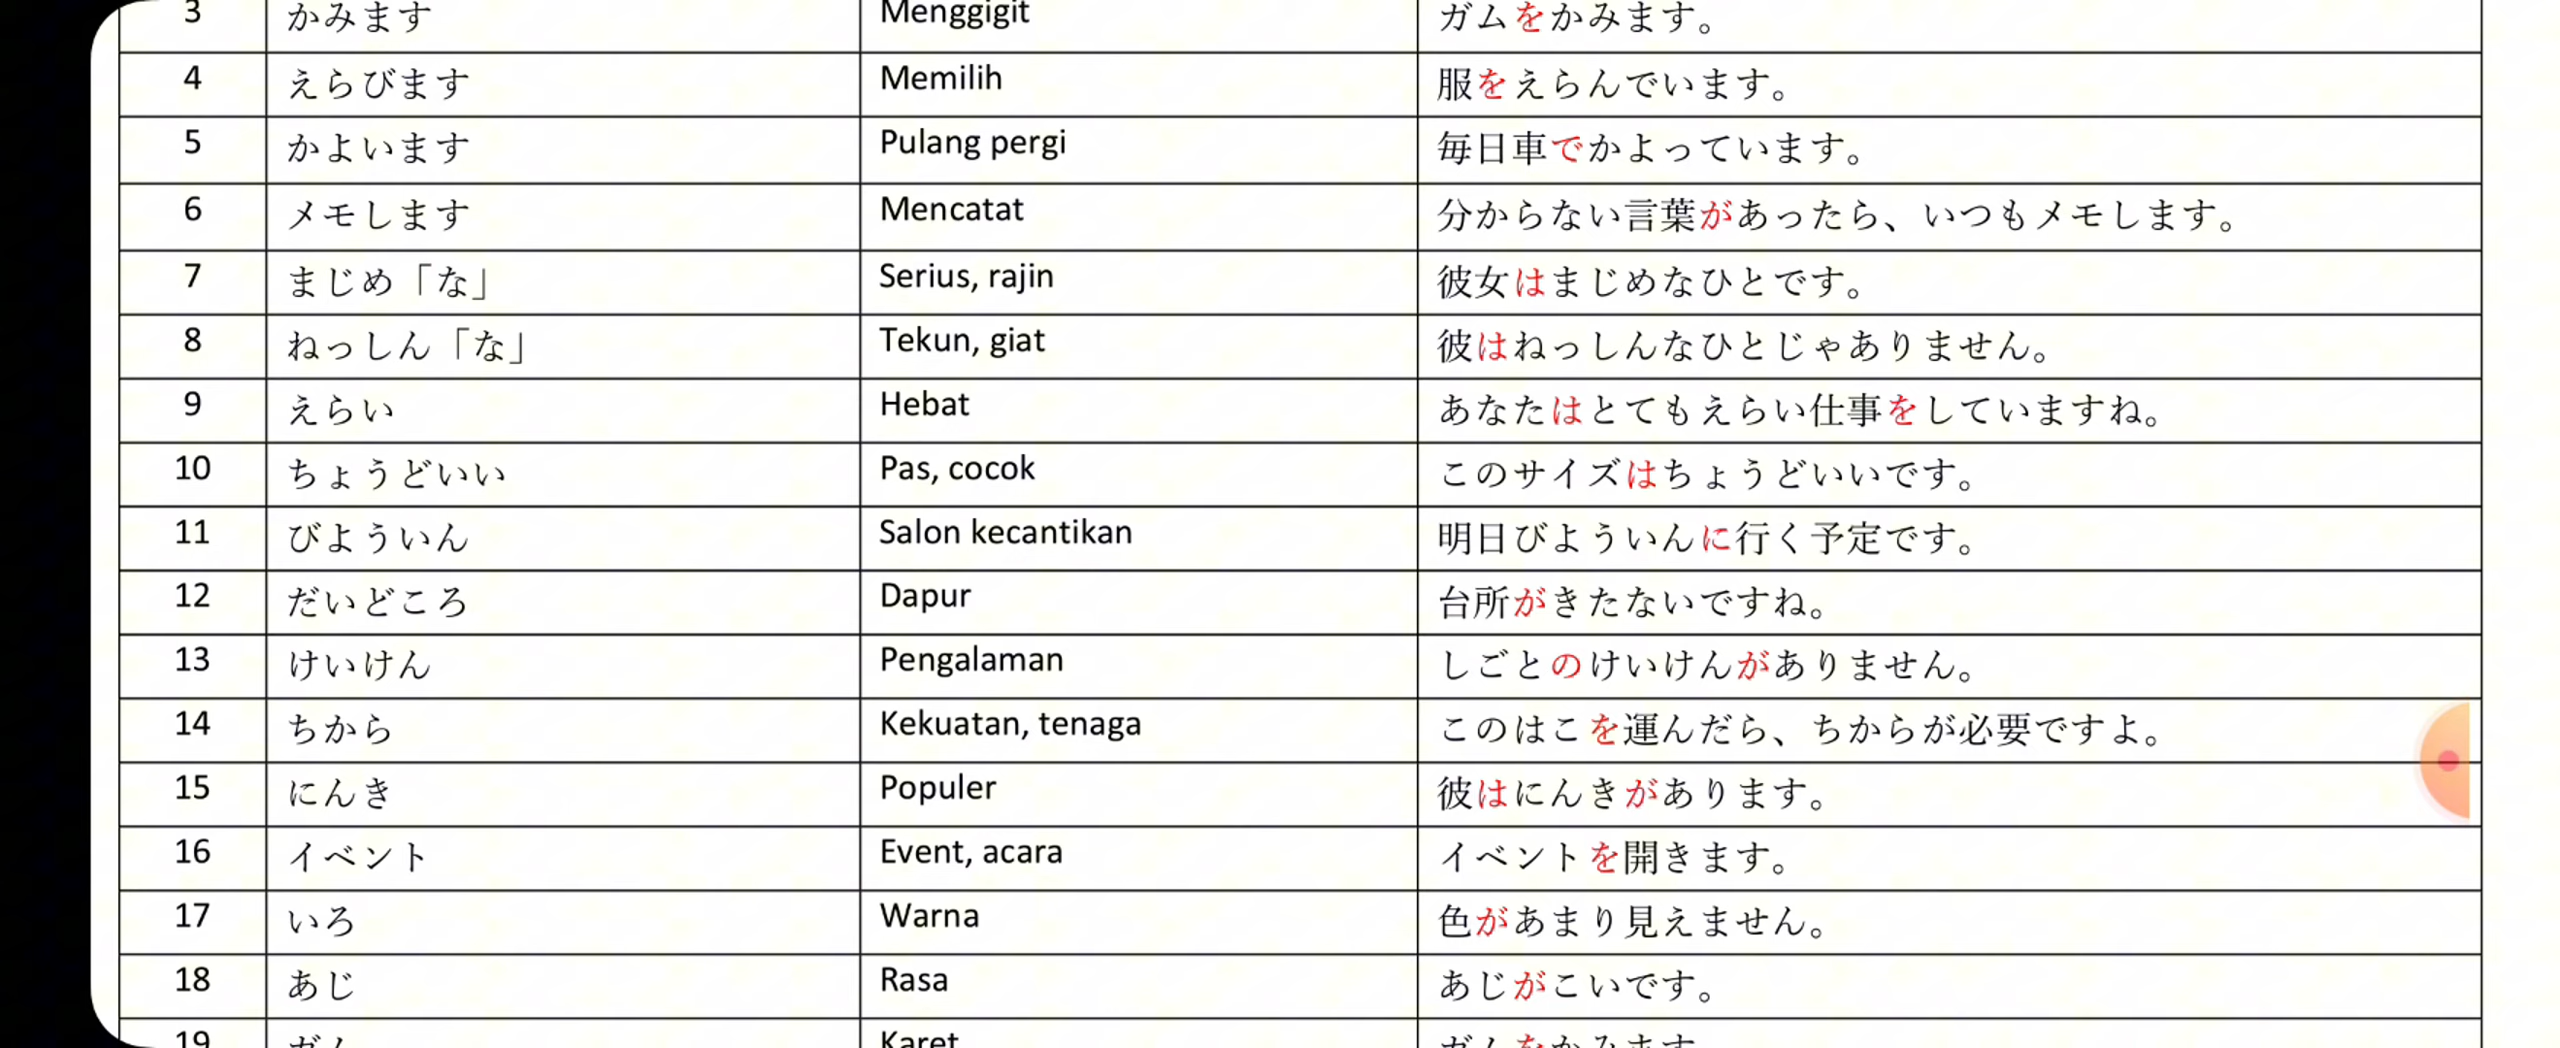 3 かみます Menggigit ガムをかみます。
4 えらびます Memilih 服をえらんでいます。
5 かよいます Pulang pergi 毎日車でかよっています。
6 メモします Mencatat 分からない言葉があったら、いつもメモします。
7 まじめ「な」 Serius, rajin 彼女はまじめなひとです。
8 ねっしん「な」 Tekun, giat 彼はねっしんなひとじゃありません。
9 えらい Hebat あなたはとてもえらい仕事をしていますね。
10 ちょうどいい Pas, cocok このサイズはちょうどいいです。
11 びよういん Salon kecantikan 明日びよういんに行く予定です。
12 だいどころ Dapur 台所がきたないですね。
13 けいけん Pengalaman しごとのけいけんがありません。
14 ちから Kekuatan, tenaga このはこを運んだら、ちからが必要ですよ。
15 にんき Populer 彼はにんきがあります。
16 イベント Event, acara イベントを開きます。
17 いろ Warna 色があまり見えません。
18 あじ Rasa あじがこいです。
19 ガム Karet ガムをかみます